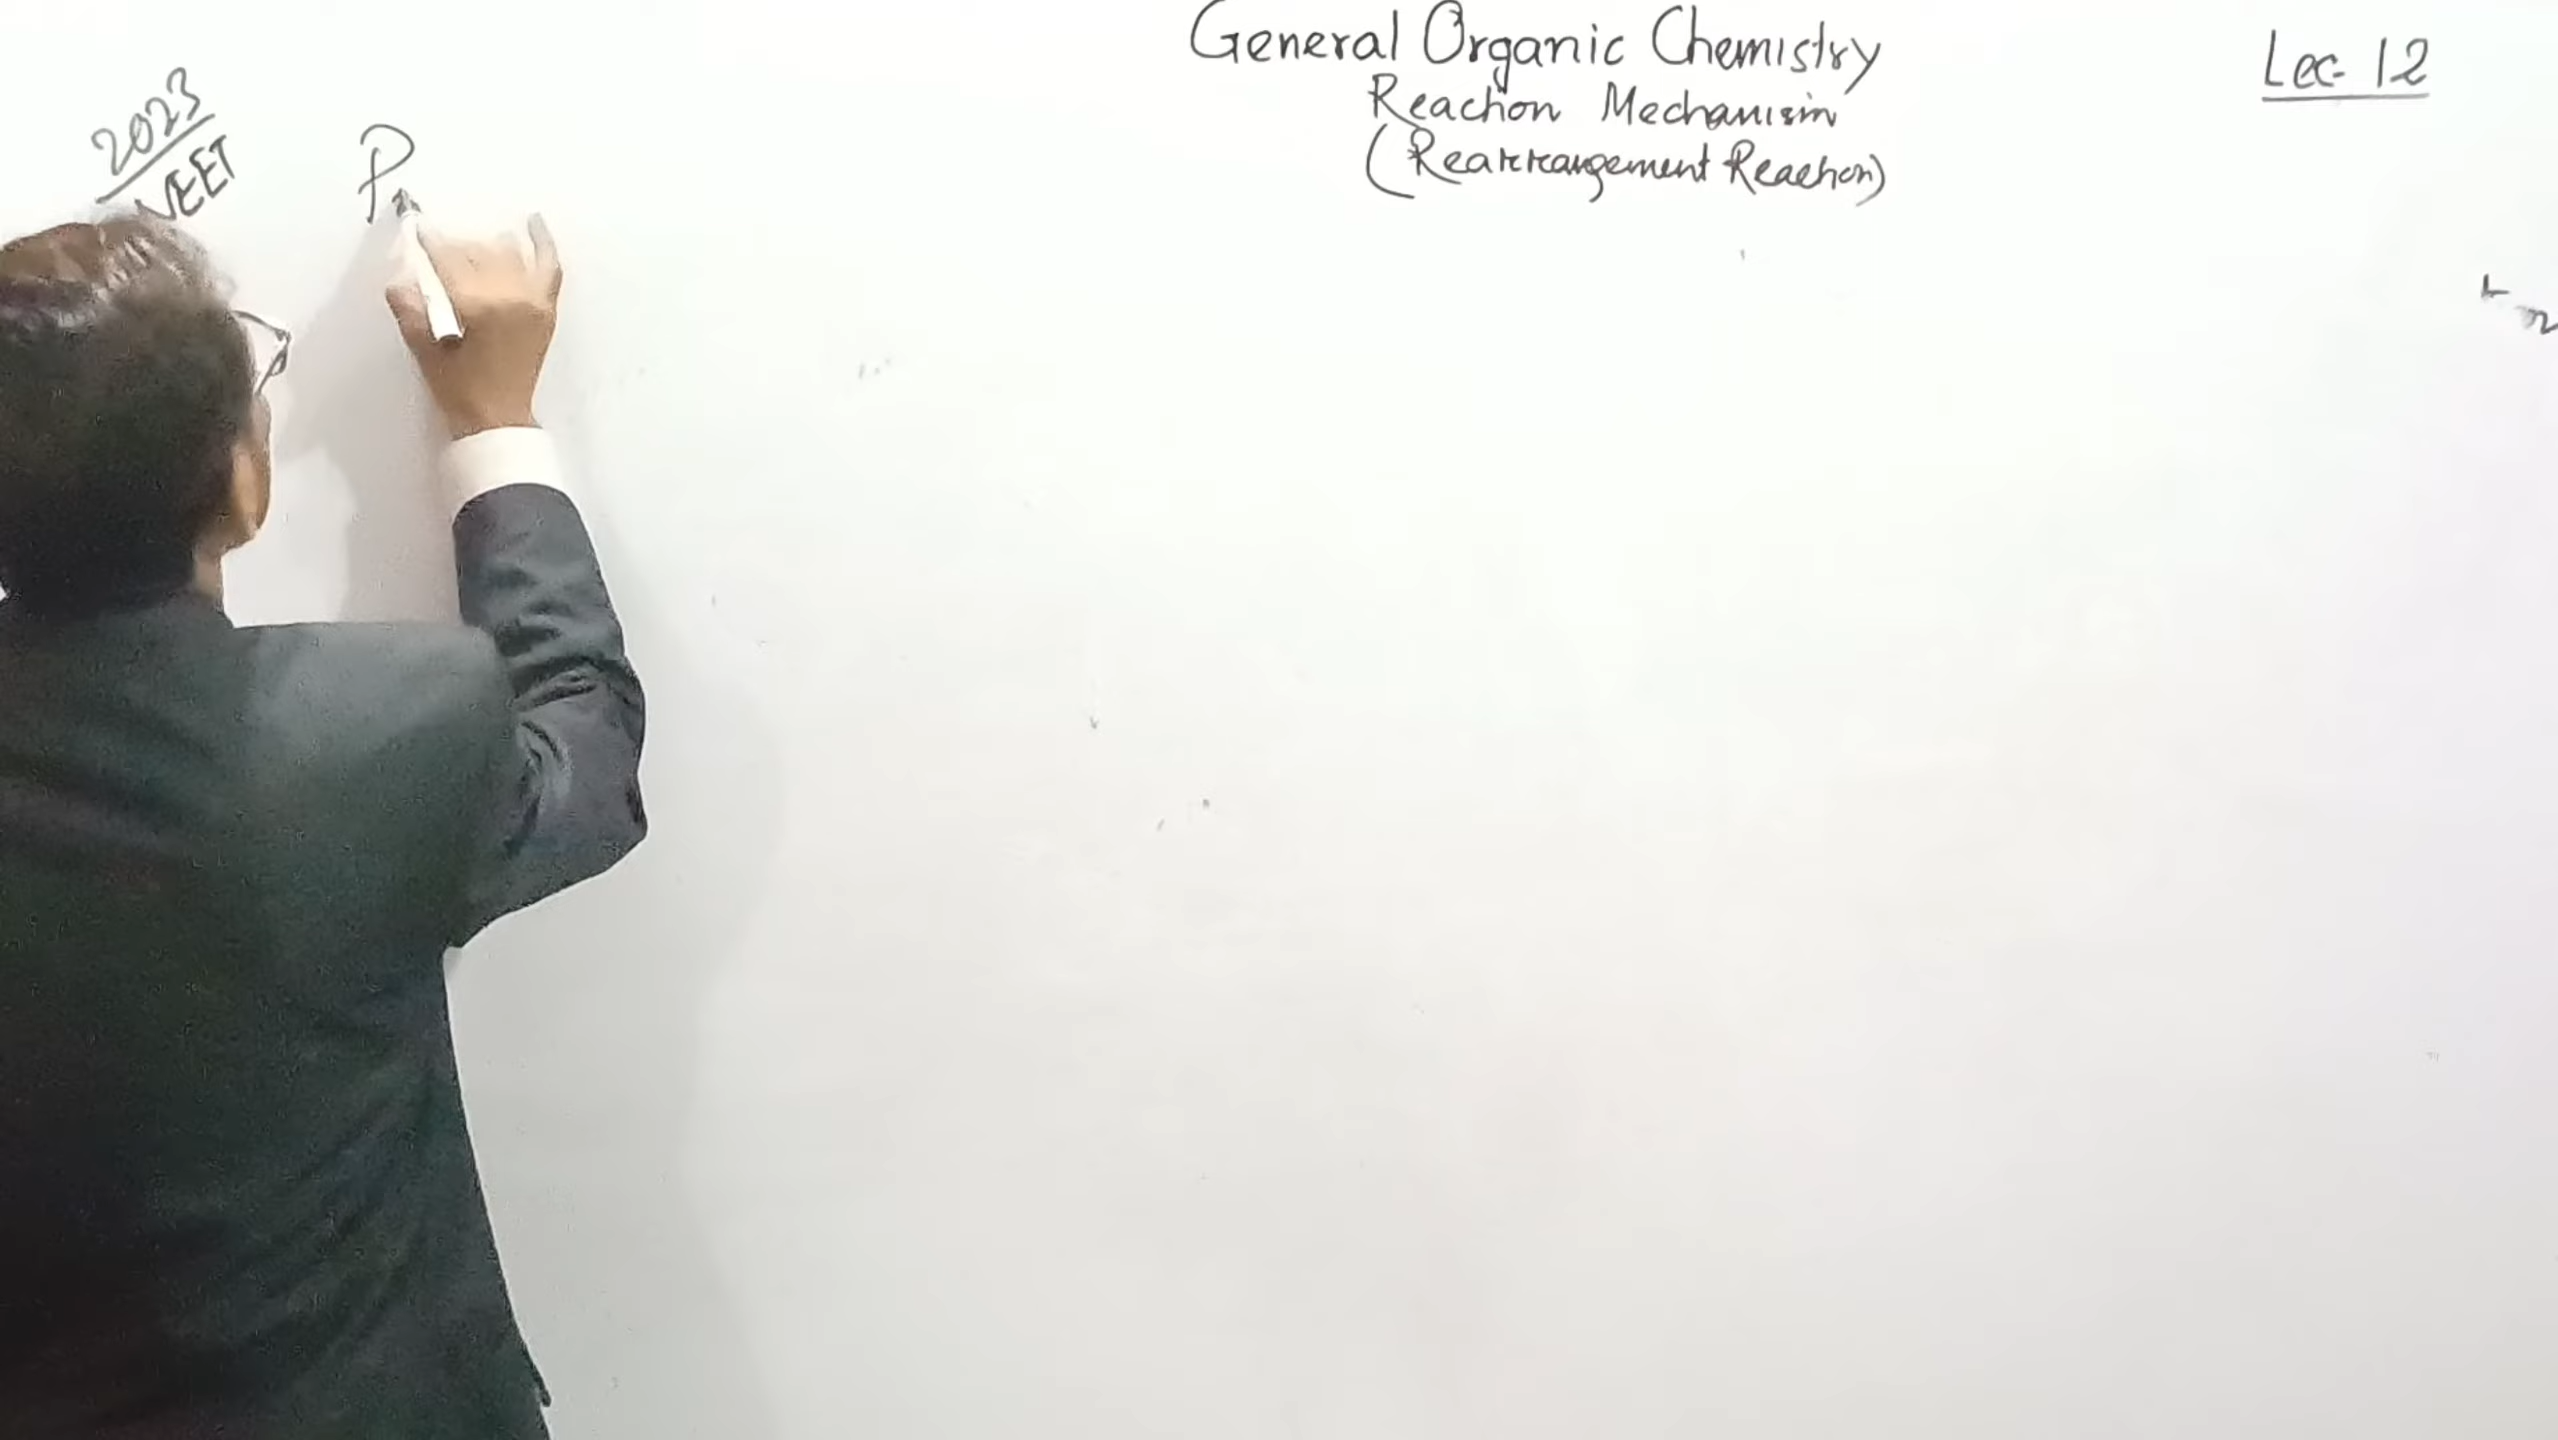 General Organic Chemistry
Reaction Mechanism
(Rearrangement Reaction)
Lec- 12
2023
NEET
P